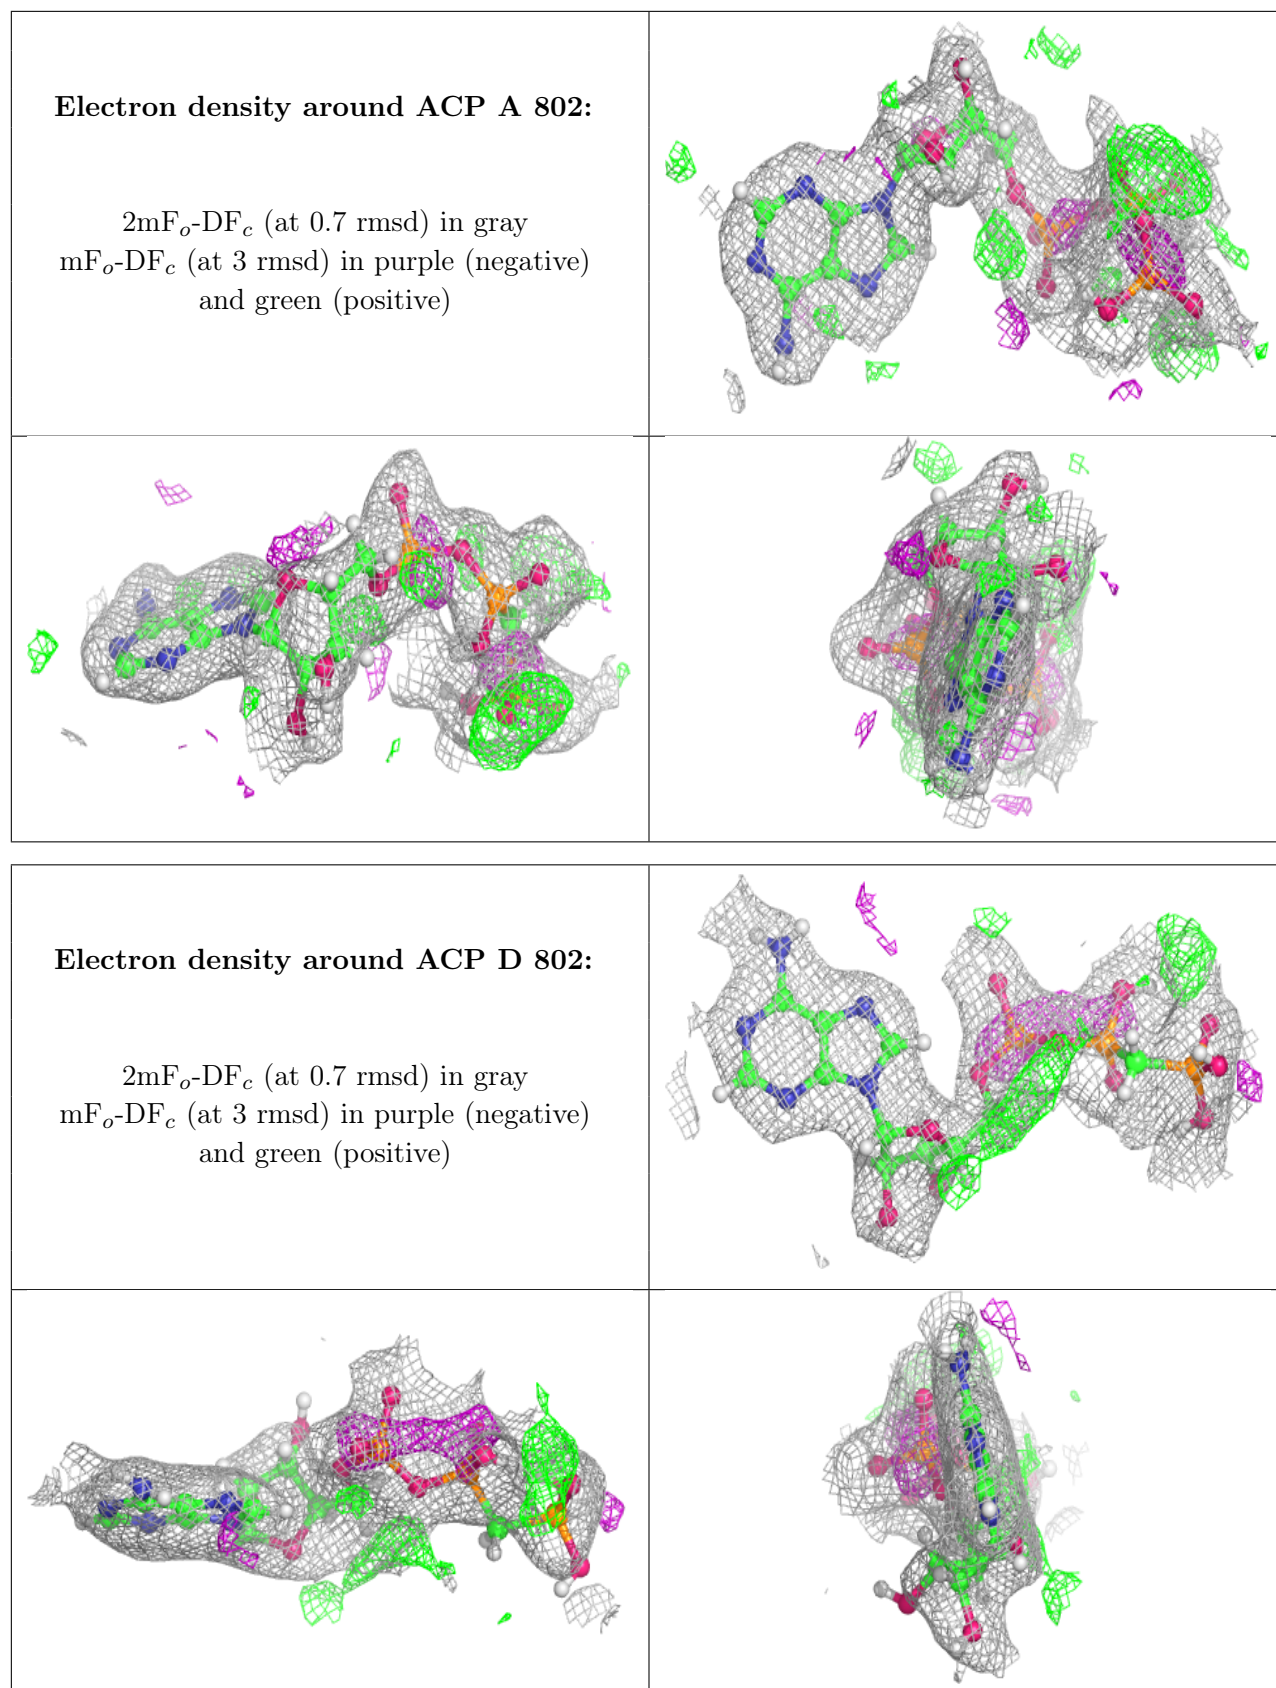 Electron density around ACP A 802:
2mFₒ-DF𝒸 (at 0.7 rmsd) in gray
mFₒ-DF𝒸 (at 3 rmsd) in purple (negative)
and green (positive)
Electron density around ACP D 802:
2mFₒ-DF𝒸 (at 0.7 rmsd) in gray
mFₒ-DF𝒸 (at 3 rmsd) in purple (negative)
and green (positive)